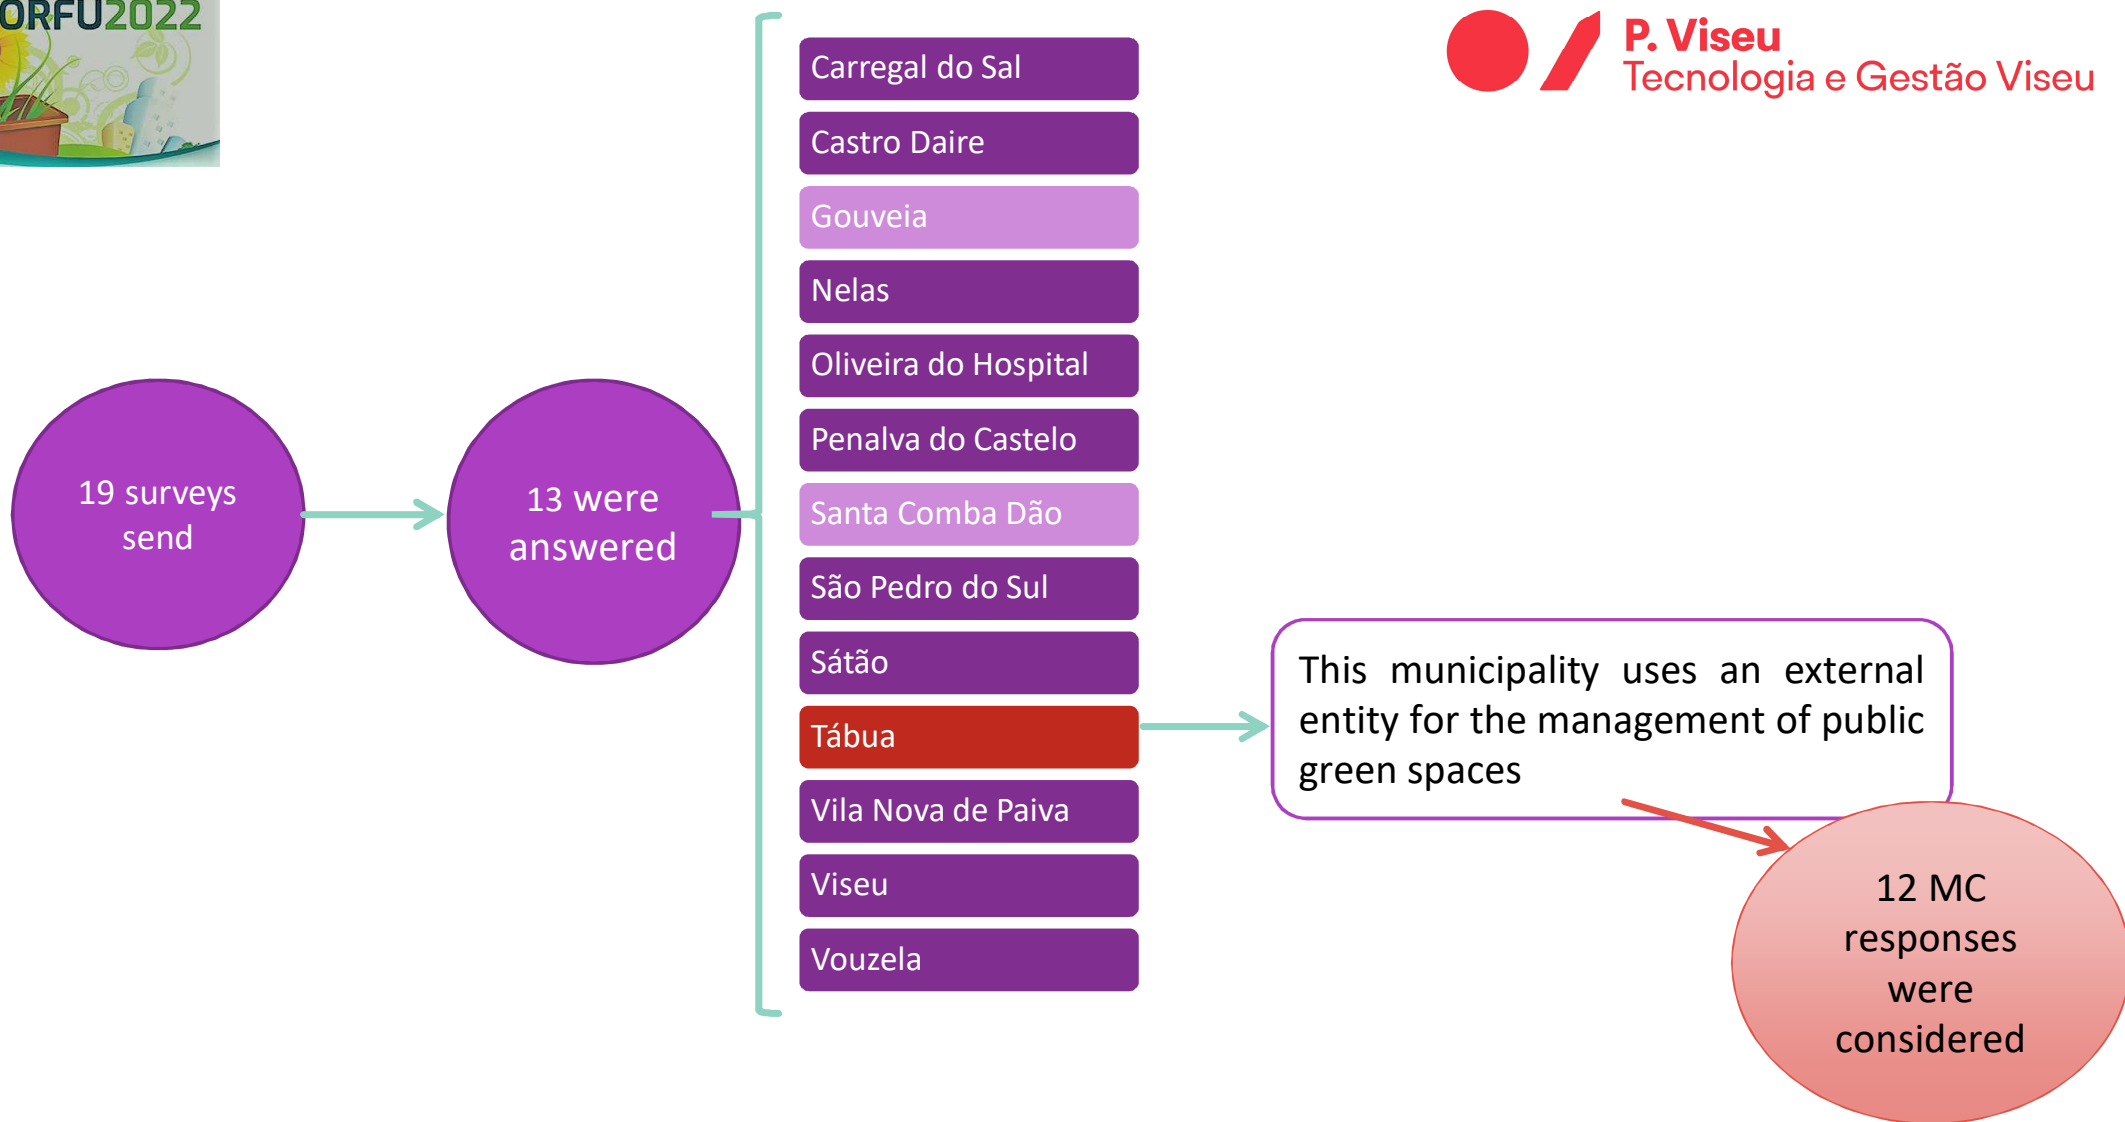 ORFU2022
P. Viseu
Tecnologia e Gestão Viseu
Carregal do Sal
Castro Daire
Gouveia
Nelas
Oliveira do Hospital
Penalva do Castelo
Santa Comba Dão
São Pedro do Sul
Sátão
Tábua
Vila Nova de Paiva
Viseu
Vouzela
19 surveys
send
13 were
answered
This municipality uses an external
entity for the management of public
green spaces
12 MC
responses
were
considered